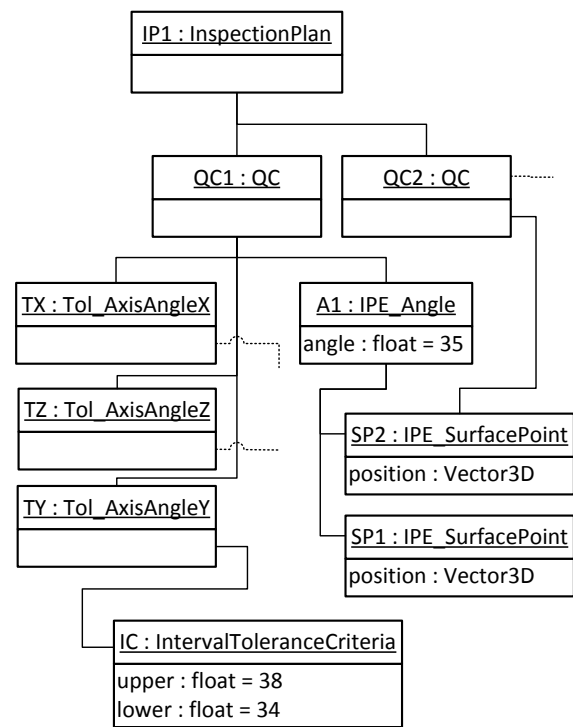 IP1 : InspectionPlan
QC1 : QC
QC2 : QC
TX : Tol_AxisAngleX
A1 : IPE_Angle
angle : float = 35
TZ : Tol_AxisAngleZ
SP2 : IPE_SurfacePoint
position : Vector3D
TY : Tol_AxisAngleY
SP1 : IPE_SurfacePoint
position : Vector3D
IC : IntervalToleranceCriteria
upper : float = 38
lower : float = 34